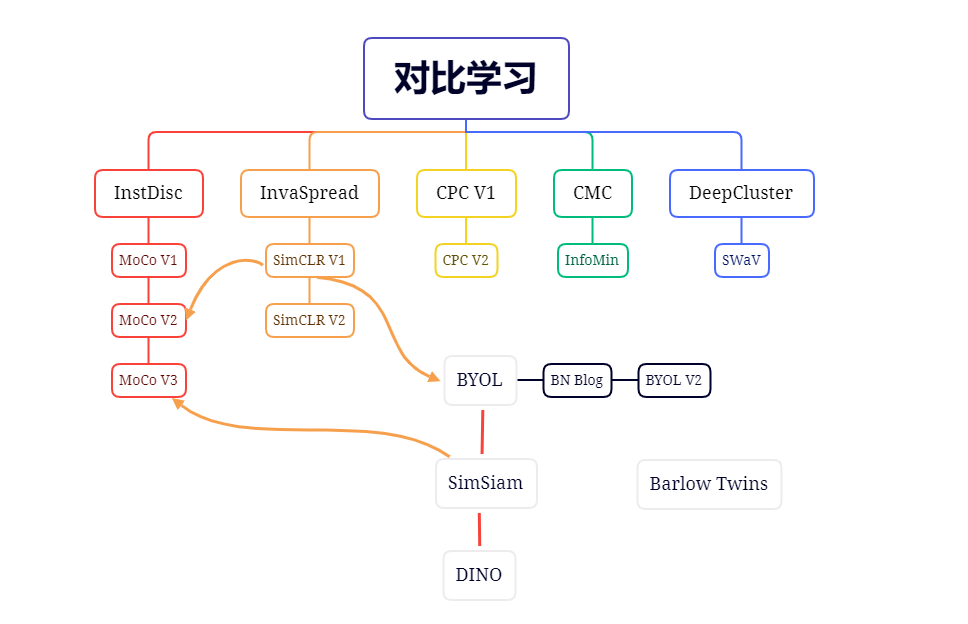 对比学习
InstDisc
InvaSpread
CPC V1
CMC
DeepCluster
MoCo V1
SimCLR V1
CPC V2
InfoMin
SWaV
MoCo V2
SimCLR V2
MoCo V3
BYOL
BN Blog
BYOL V2
SimSiam
Barlow Twins
DINO